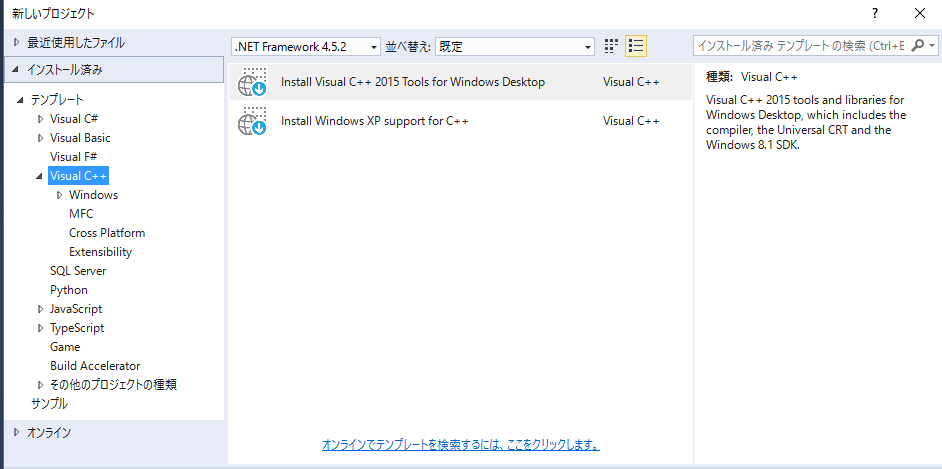 新しいプロジェクト
?
最近使用したファイル
.NET Framework 4.5.2
並べ替え: 既定
インストール済み テンプレート の検索 (Ctrl+E
インストール済み
テンプレート
Visual C#
Visual Basic
Visual F#
Visual C++
Windows
MFC
Cross Platform
Extensibility
SQL Server
Python
JavaScript
TypeScript
Game
Build Accelerator
その他のプロジェクトの種類
サンプル
オンライン
Install Visual C++ 2015 Tools for Windows Desktop Visual C++
Install Windows XP support for C++ Visual C++
オンラインでテンプレートを検索するには、ここをクリックします。
種類: Visual C++
Visual C++ 2015 tools and libraries for
Windows Desktop, which includes the
compiler, the Universal CRT and the
Windows 8.1 SDK.